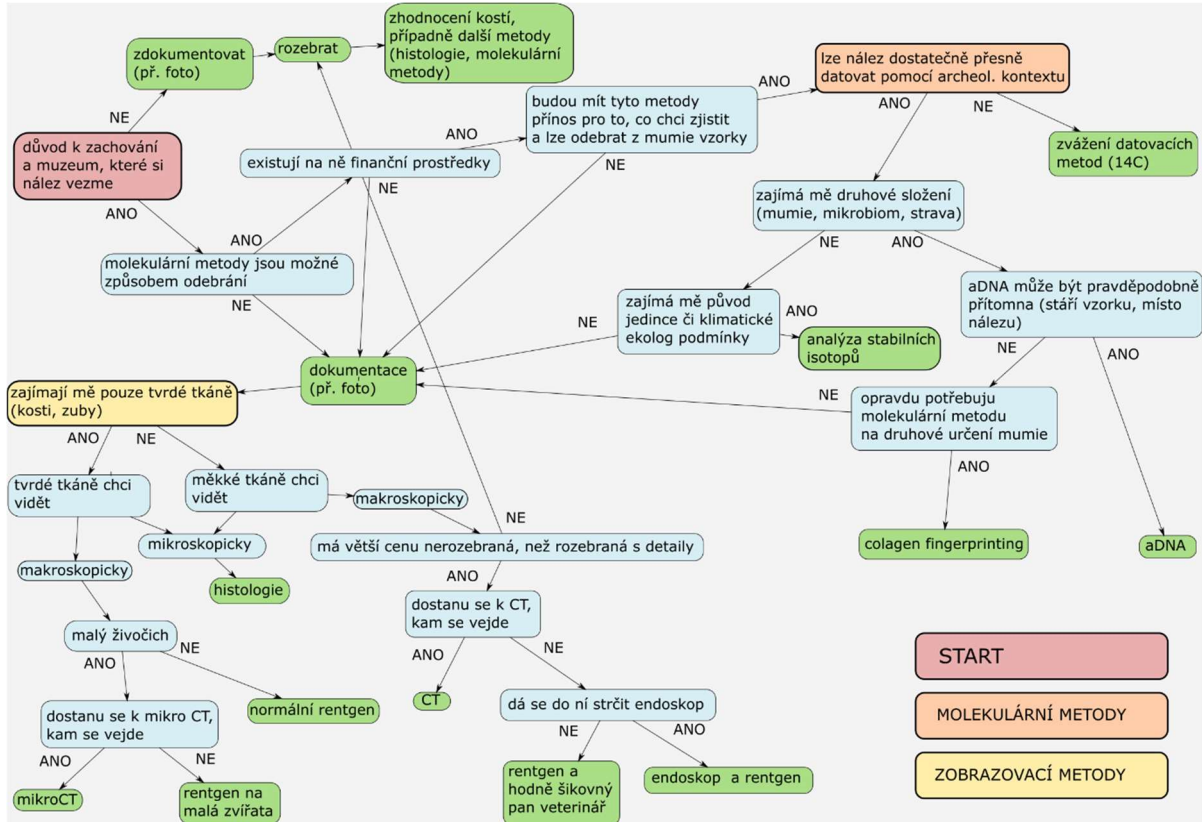 zdokumentovat
(př. foto)
rozebrat
zhodnocení kostí,
případně další metody
(histologie, molekulární
metody)
NE
důvod k zachování
a muzeum, které si
nález vezme
ANO
molekulární metody jsou možné
způsobem odebrání
ANO
NE
existují na ně finanční prostředky
ANO
NE
budou mít tyto metody
přínos pro to, co chci zjistit
a lze odebrat z mumie vzorky
ANO
NE
lze nález dostatečně přesně
datovat pomocí archeol. kontextu
ANO
NE
zvážení datovacích
metod (14C)
zajímá mě druhové složení
(mumie, mikrobiom, strava)
NE
ANO
zajímá mě původ
jedince či klimatické
ekolog podmínky
NE
ANO
analýza stabilních
isotopů
aDNA může být pravděpodobně
přítomna (stáří vzorku, místo
nálezu)
NE
ANO
opravdu potřebuju
molekulární metodu
na druhové určení mumie
NE
ANO
colagen fingerprinting
aDNA
dokumentace
(př. foto)
zajímají mě pouze tvrdé tkáně
(kosti, zuby)
ANO
NE
tvrdé tkáně chci
vidět
měkké tkáně chci
vidět
makroskopicky
mikroskopicky
makroskopicky
histologie
malý živočich
ANO
NE
normální rentgen
dostanu se k mikro CT,
kam se vejde
ANO
NE
mikroCT
rentgen na
malá zvířata
má větší cenu nerozebraná, než rozebraná s detaily
NE
ANO
dostanu se k CT,
kam se vejde
ANO
NE
CT
dá se do ní strčit endoskop
NE
ANO
rentgen a
hodně šikovný
pan veterinář
endoskop a rentgen
START
MOLEKULÁRNÍ METODY
ZOBRAZOVACÍ METODY